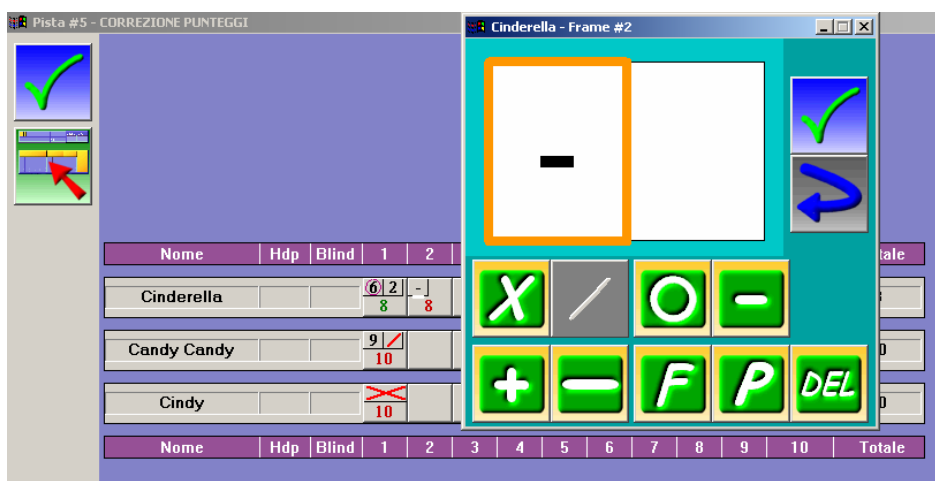 Pista #5 - CORREZIONE PUNTEGGI
Cinderella - Frame #2
-
X / O -
+ - F P DEL
Nome Hdp Blind 1 2 tale
Cinderella 6 2 -
8 8
Candy Candy 9 / 0
10
Cindy X 0
10
Nome Hdp Blind 1 2 3 4 5 6 7 8 9 10 Totale